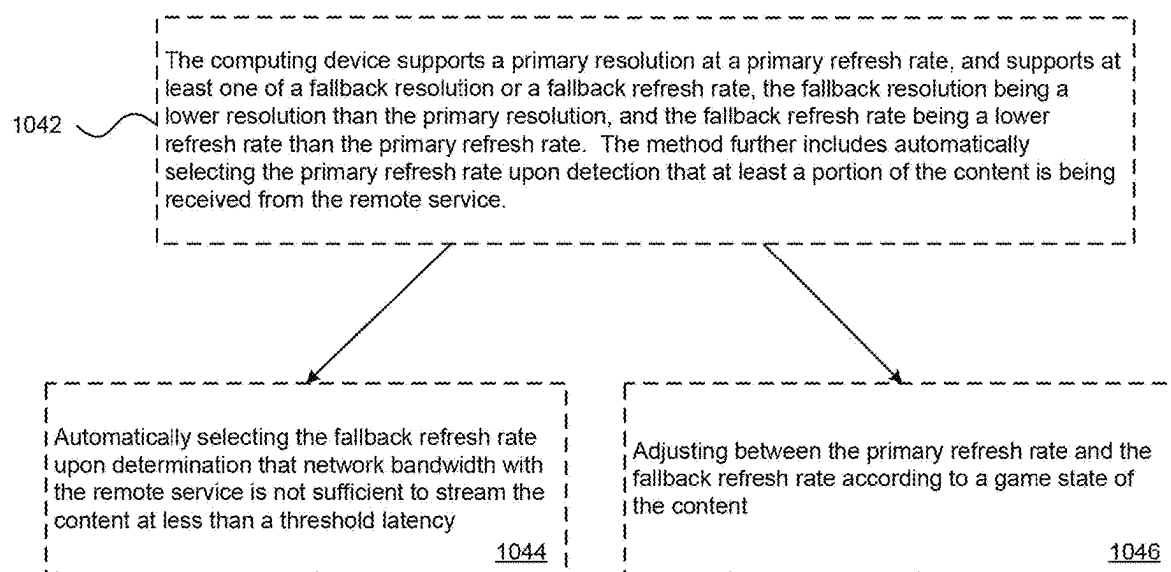 The computing device supports a primary resolution at a primary refresh rate, and supports at
least one of a fallback resolution or a fallback refresh rate, the fallback resolution being a
lower resolution than the primary resolution, and the fallback refresh rate being a lower
refresh rate than the primary refresh rate. The method further includes automatically
selecting the primary refresh rate upon detection that at least a portion of the content is being
received from the remote service.
1042
Automatically selecting the fallback refresh rate
upon determination that network bandwidth with
the remote service is not sufficient to stream the
content at less than a threshold latency
1044
Adjusting between the primary refresh rate and the
fallback refresh rate according to a game state of
the content
1046